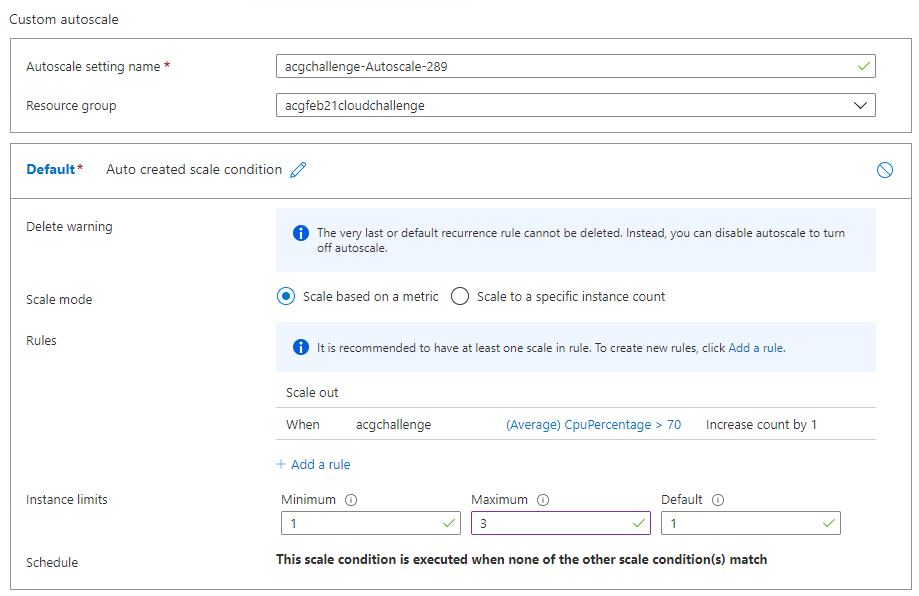 Custom autoscale
Autoscale setting name *
acgchallenge-Autoscale-289
Resource group
acgfeb21cloudchallenge
Default* Auto created scale condition
Delete warning
The very last or default recurrence rule cannot be deleted. Instead, you can disable autoscale to turn
off autoscale.
Scale mode
Scale based on a metric Scale to a specific instance count
Rules
It is recommended to have at least one scale in rule. To create new rules, click Add a rule.
Scale out
When acgchallenge (Average) CpuPercentage > 70 Increase count by 1
+ Add a rule
Instance limits
Minimum Maximum Default
1 3 1
Schedule
This scale condition is executed when none of the other scale condition(s) match